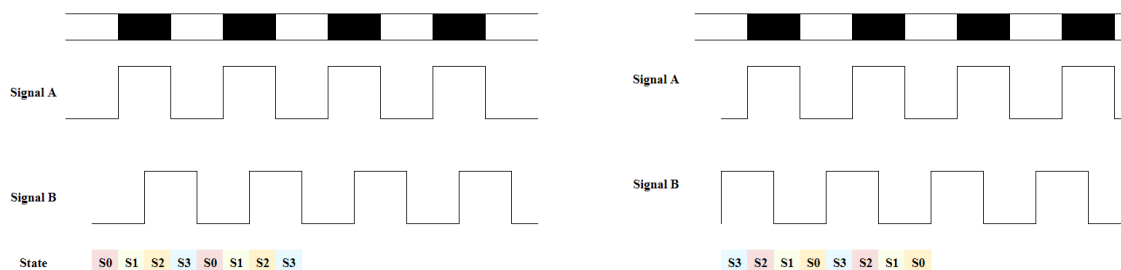 Signal A
Signal B
State S0 S1 S2 S3 S0 S1 S2 S3
Signal A
Signal B
S3 S2 S1 S0 S3 S2 S1 S0